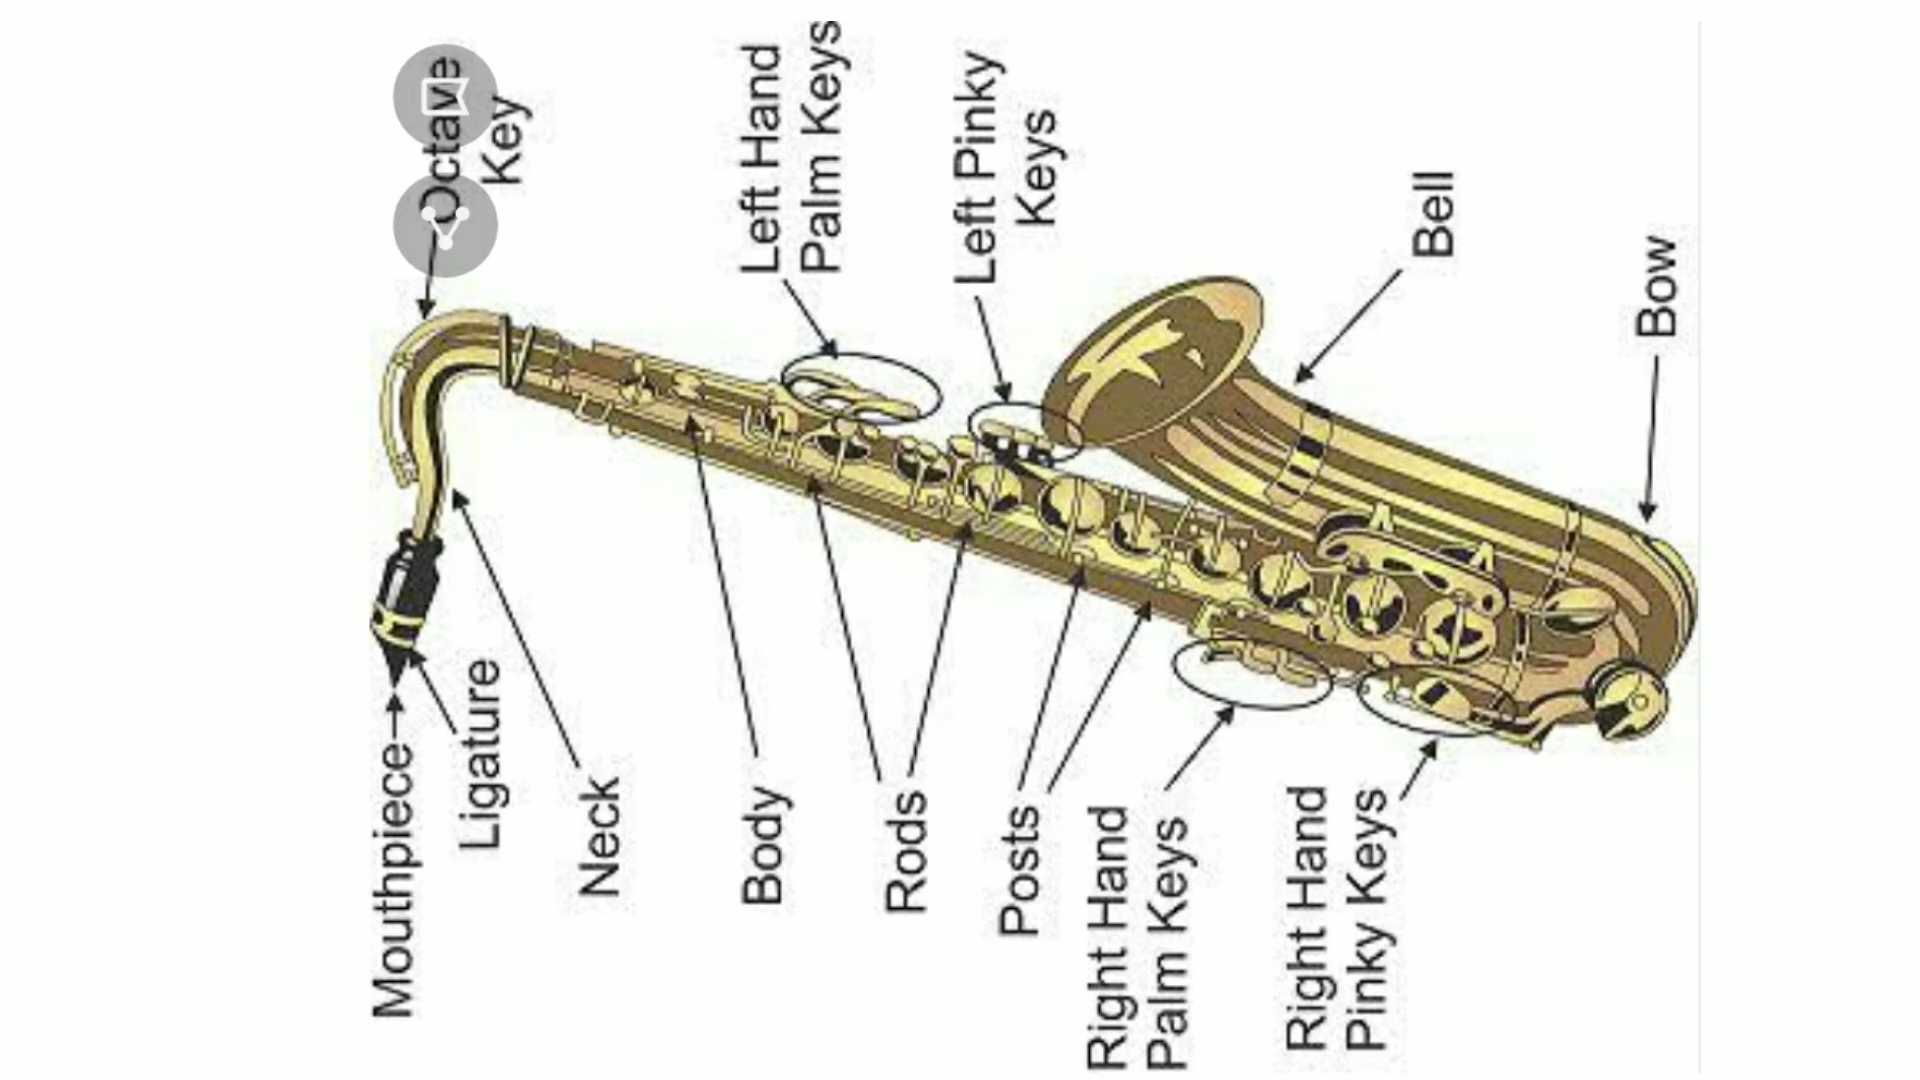 Mouthpiece
Ligature
Neck
Body
Rods
Posts
Right Hand
Palm Keys
Right Hand
Pinky Keys
Octave
Key
Left Hand
Palm Keys
Left Pinky
Keys
Bell
Bow